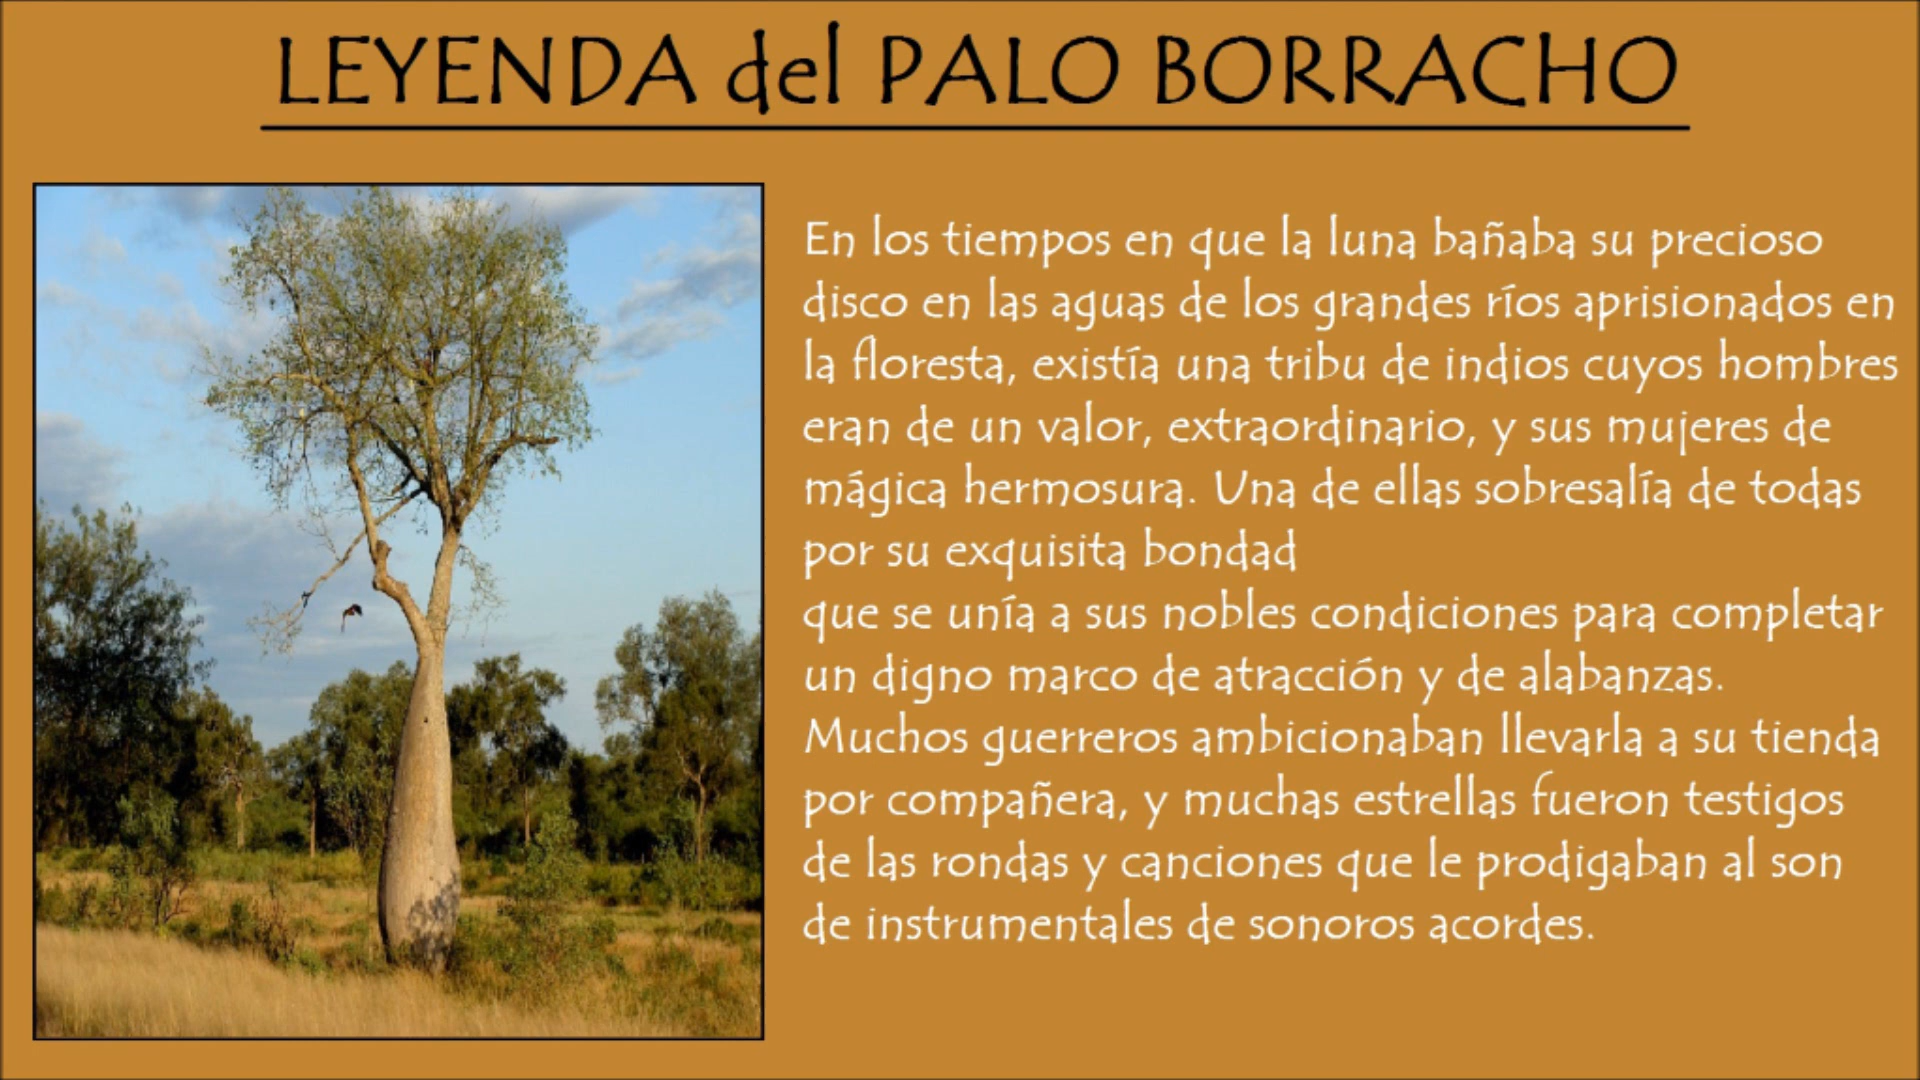 LEYENDA del PALO BORRACHO
En los tiempos en que la luna bañaba su precioso
disco en las aguas de los grandes ríos aprisionados en
la floresta, existía una tribu de indios cuyos hombres
eran de un valor, extraordinario, y sus mujeres de
mágica hermosura. Una de ellas sobresalía de todas
por su exquisita bondad
que se unía a sus nobles condiciones para completar
un digno marco de atracción y de alabanzas.
Muchos guerreros ambicionaban llevarla a su tienda
por compañera, y muchas estrellas fueron testigos
de las rondas y canciones que le prodigaban al son
de instrumentales de sonoros acordes.